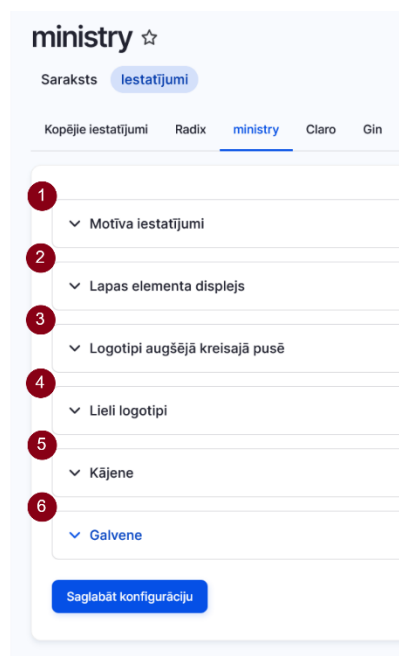 ministry
Saraksts Iestatījumi
Kopējie iestatījumi Radix ministry Claro Gin
1
Motīva iestatījumi
2
Lapas elementa displejs
3
Logotipi augšējā kreisajā pusē
4
Lieli logotipi
5
Kājene
6
Galvene
Saglabāt konfigurāciju